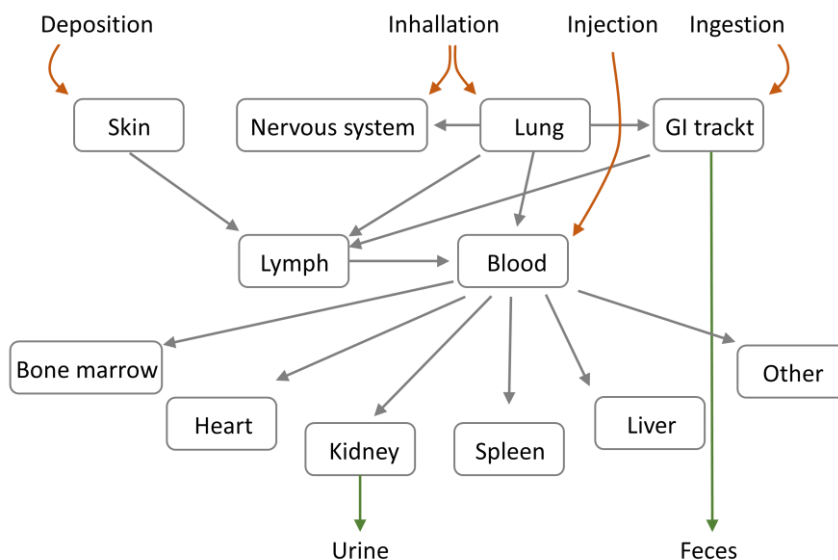 Deposition
Inhallation
Injection
Ingestion
Skin
Nervous system
Lung
GI trackt
Lymph
Blood
Bone marrow
Other
Heart
Liver
Kidney
Spleen
Urine
Feces